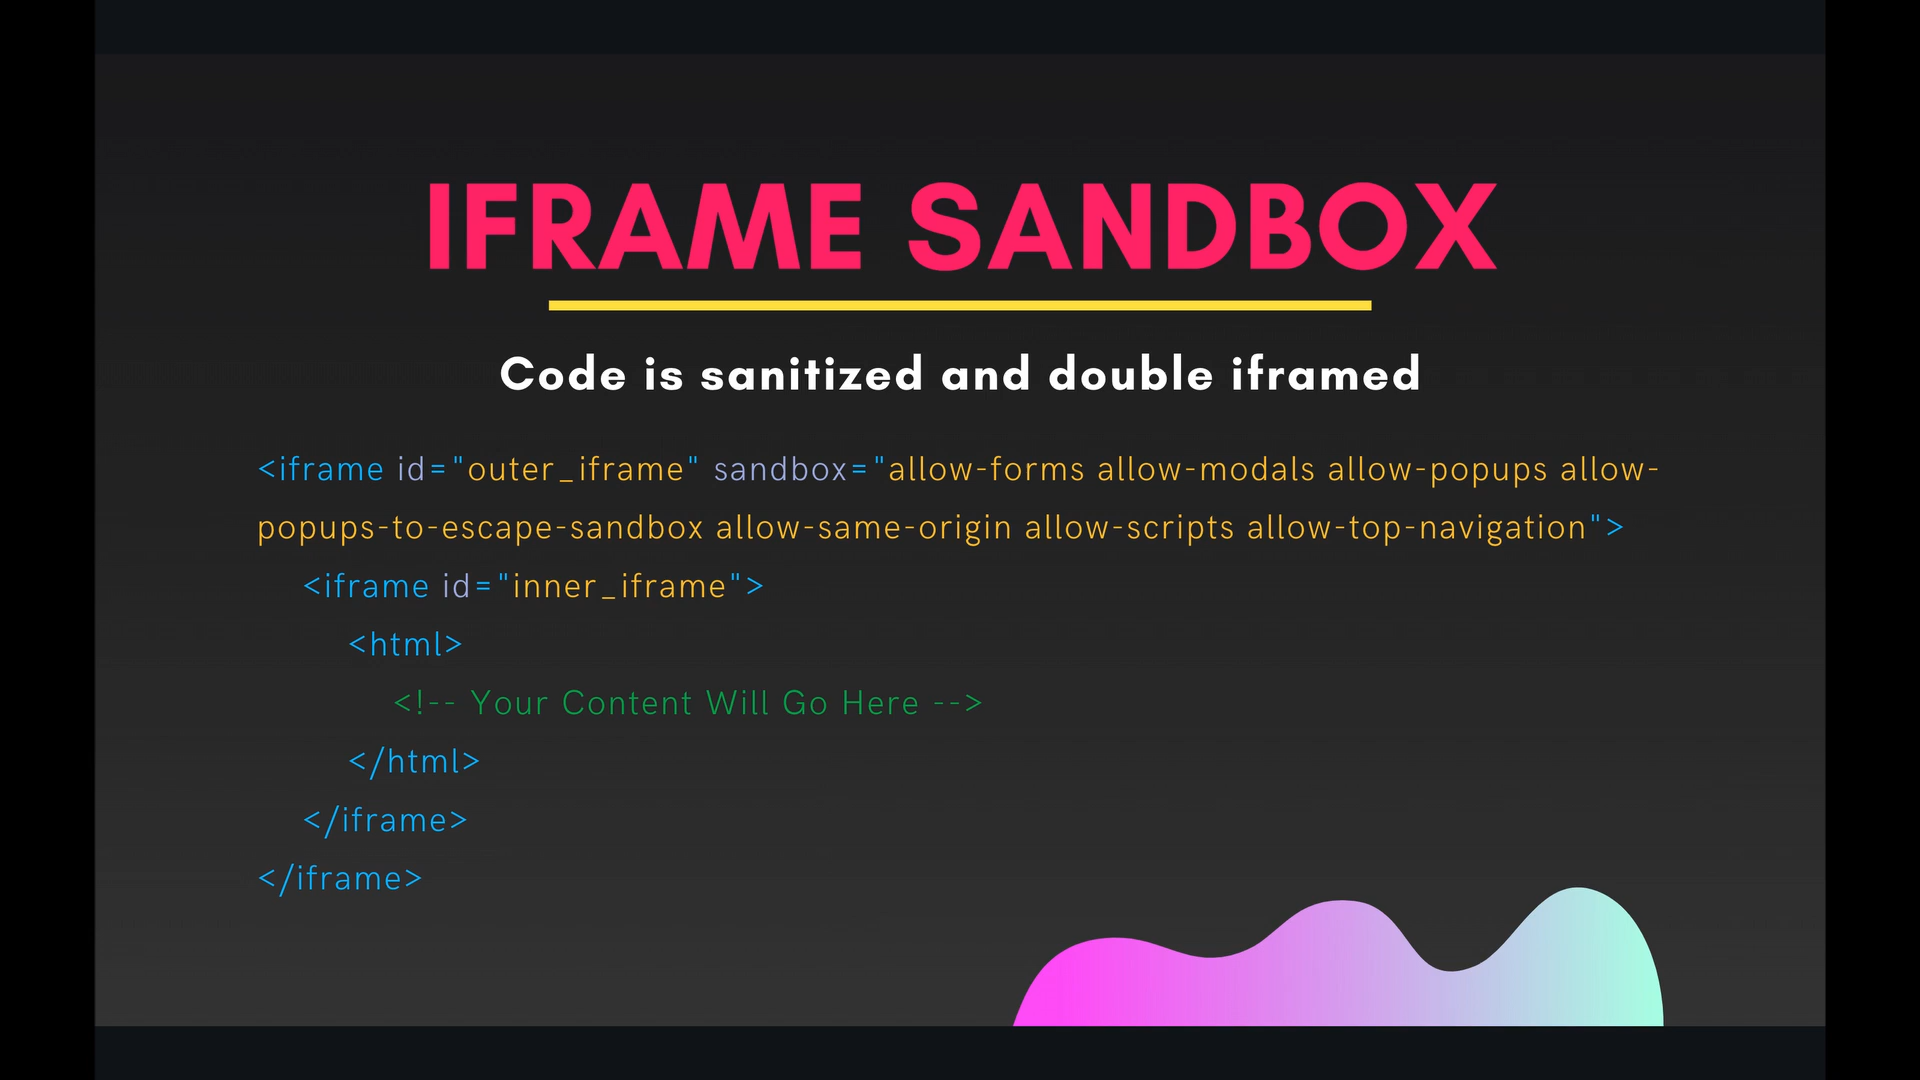 IFRAME SANDBOX
Code is sanitized and double iframed
<iframe id="outer_iframe" sandbox="allow-forms allow-modals allow-popups allow-
popups-to-escape-sandbox allow-same-origin allow-scripts allow-top-navigation">
<iframe id="inner_iframe">
<html>
<!-- Your Content Will Go Here -->
</html>
</iframe>
</iframe>